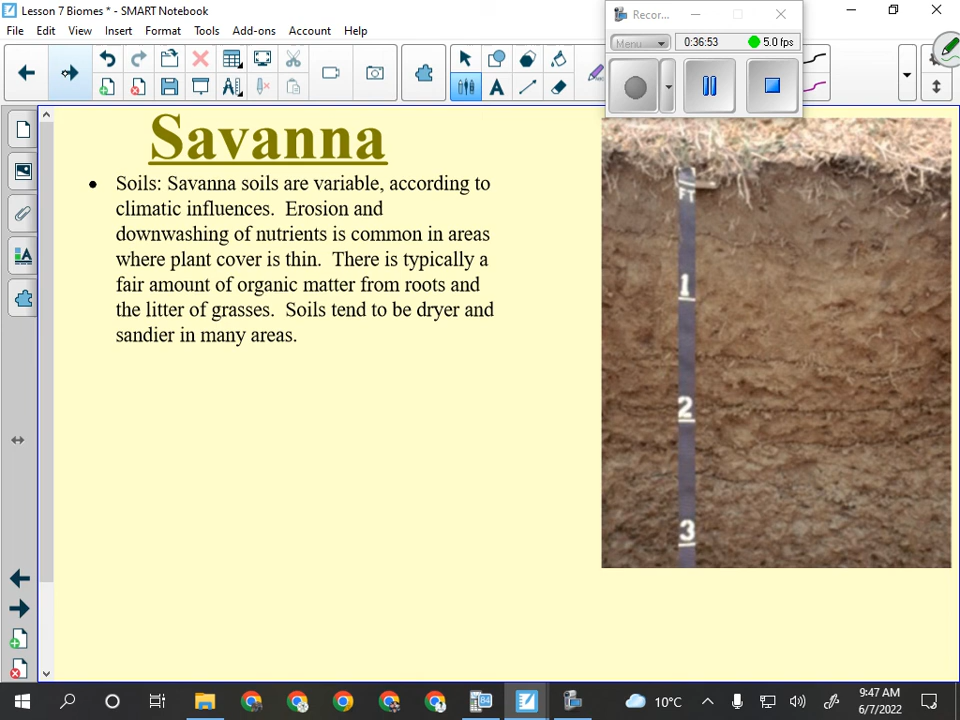 Lesson 7 Biomes * - SMART Notebook
Recor...
File Edit View Insert Format Tools Add-ons Account Help
Menu
0:36:53
5.0 fps
Savanna
• Soils: Savanna soils are variable, according to
climatic influences. Erosion and
downwashing of nutrients is common in areas
where plant cover is thin. There is typically a
fair amount of organic matter from roots and
the litter of grasses. Soils tend to be dryer and
sandier in many areas.
FT
1
2
3
10°C
9:47 AM
6/7/2022